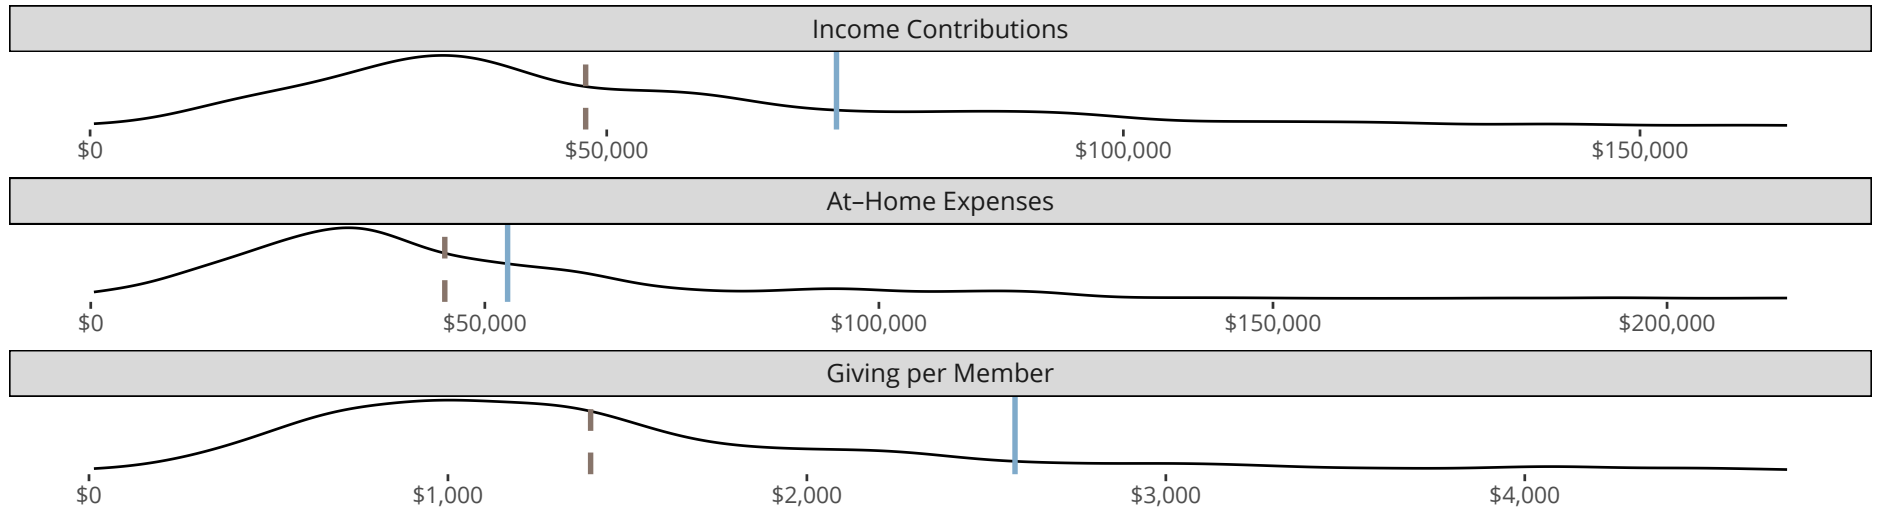 Income Contributions
$0 $50,000 $100,000 $150,000
At–Home Expenses
$0 $50,000 $100,000 $150,000 $200,000
Giving per Member
$0 $1,000 $2,000 $3,000 $4,000